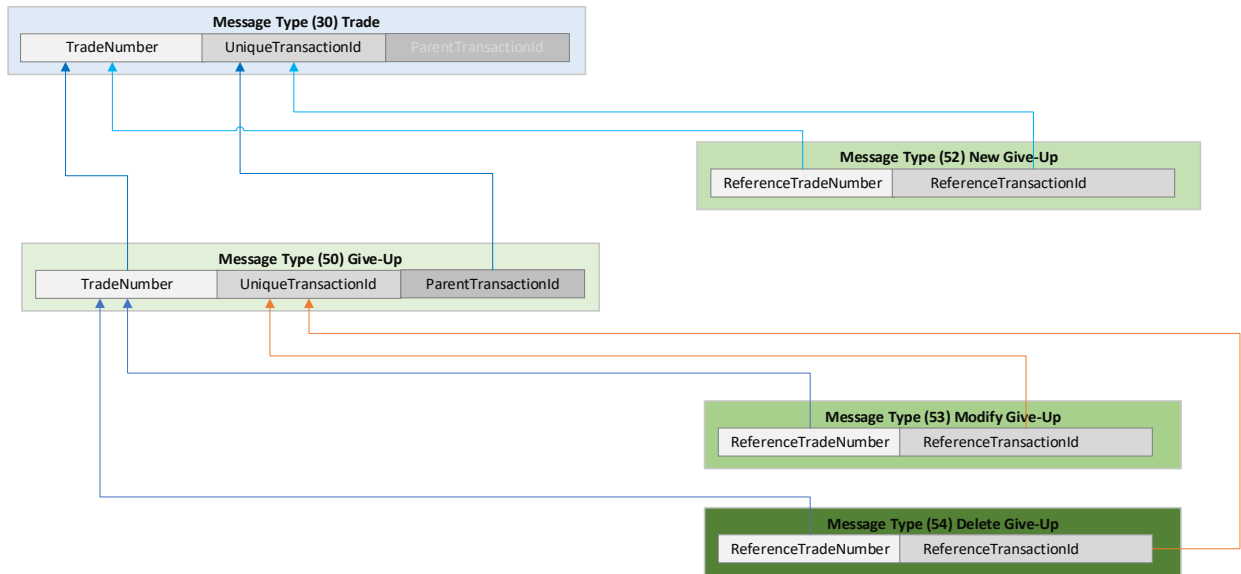 Message Type (30) Trade
TradeNumber UniqueTransactionId ParentTransactionId
Message Type (52) New Give-Up
ReferenceTradeNumber ReferenceTransactionId
Message Type (50) Give-Up
TradeNumber UniqueTransactionId ParentTransactionId
Message Type (53) Modify Give-Up
ReferenceTradeNumber ReferenceTransactionId
Message Type (54) Delete Give-Up
ReferenceTradeNumber ReferenceTransactionId